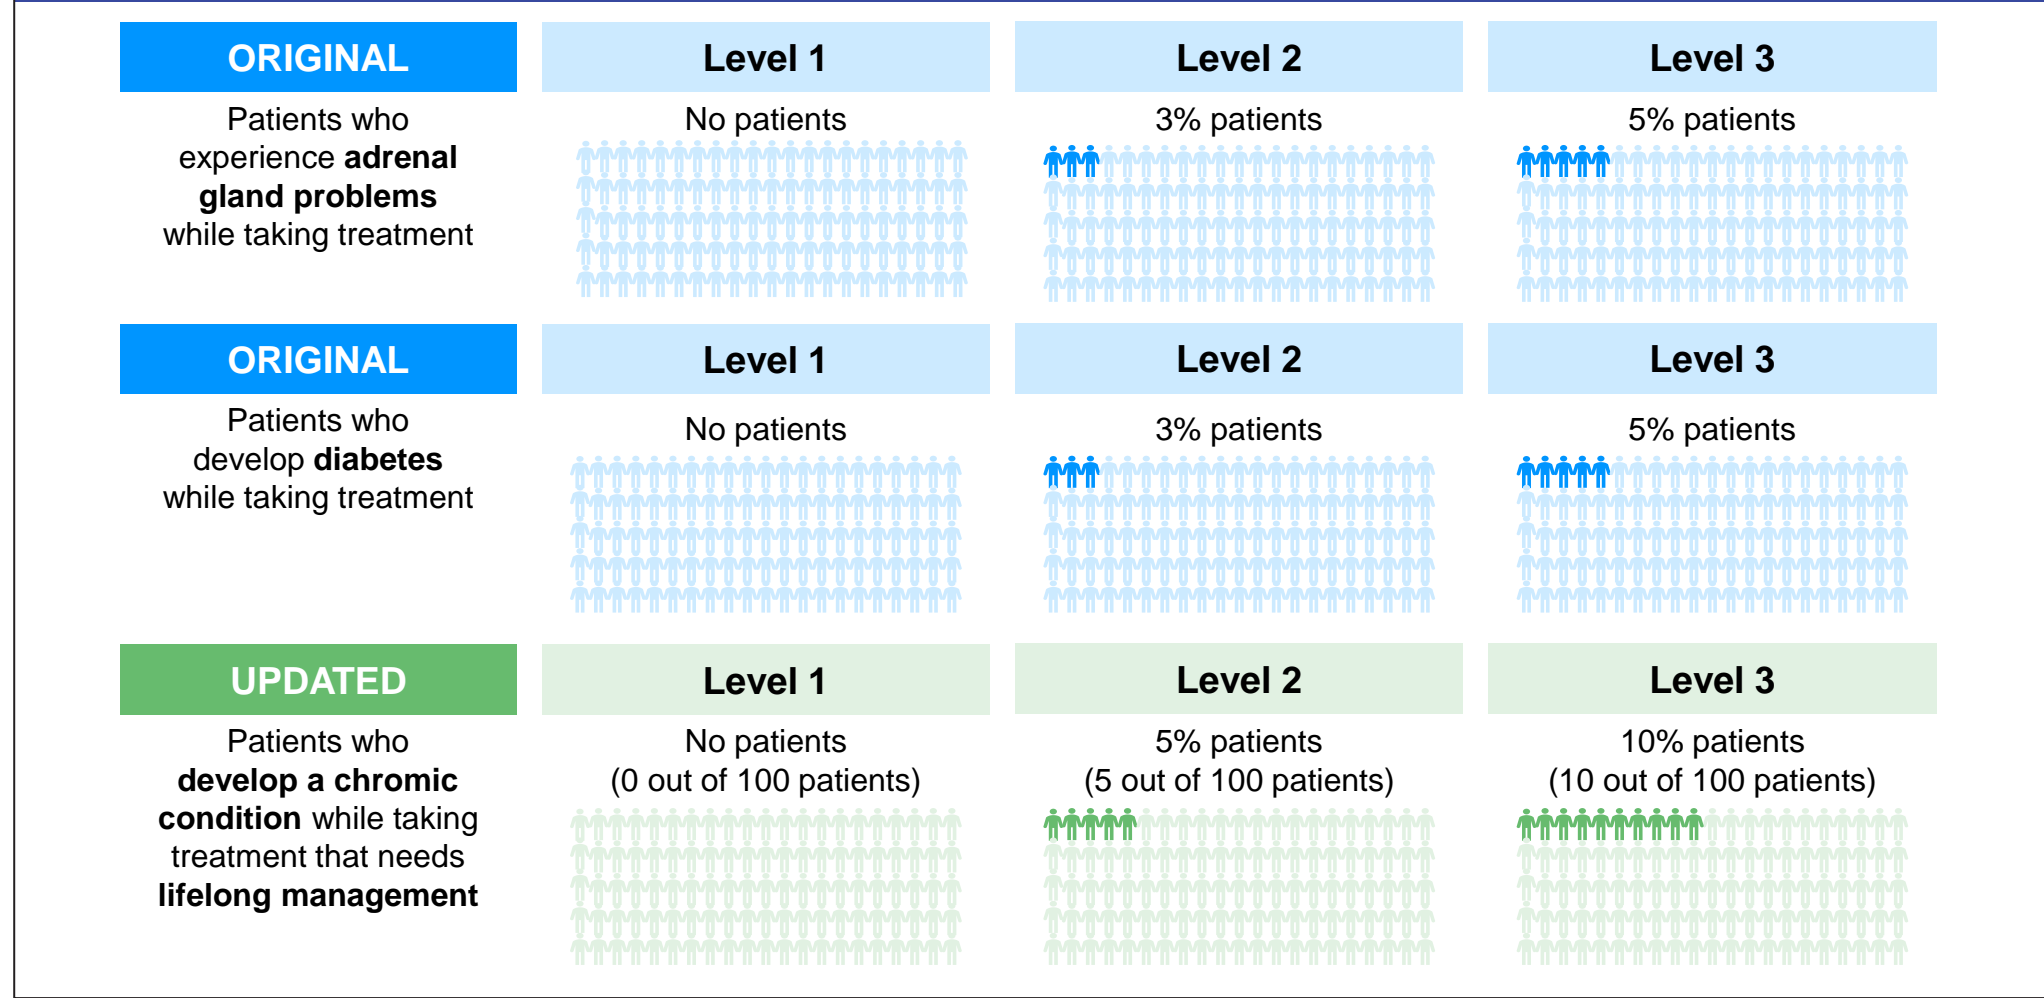 ORIGINAL
Level 1
Level 2
Level 3
Patients who
experience adrenal
gland problems
while taking treatment
No patients
3% patients
5% patients
ORIGINAL
Level 1
Level 2
Level 3
Patients who
develop diabetes
while taking treatment
No patients
3% patients
5% patients
UPDATED
Level 1
Level 2
Level 3
Patients who
develop a chromic
condition while taking
treatment that needs
lifelong management
No patients
(0 out of 100 patients)
5% patients
(5 out of 100 patients)
10% patients
(10 out of 100 patients)